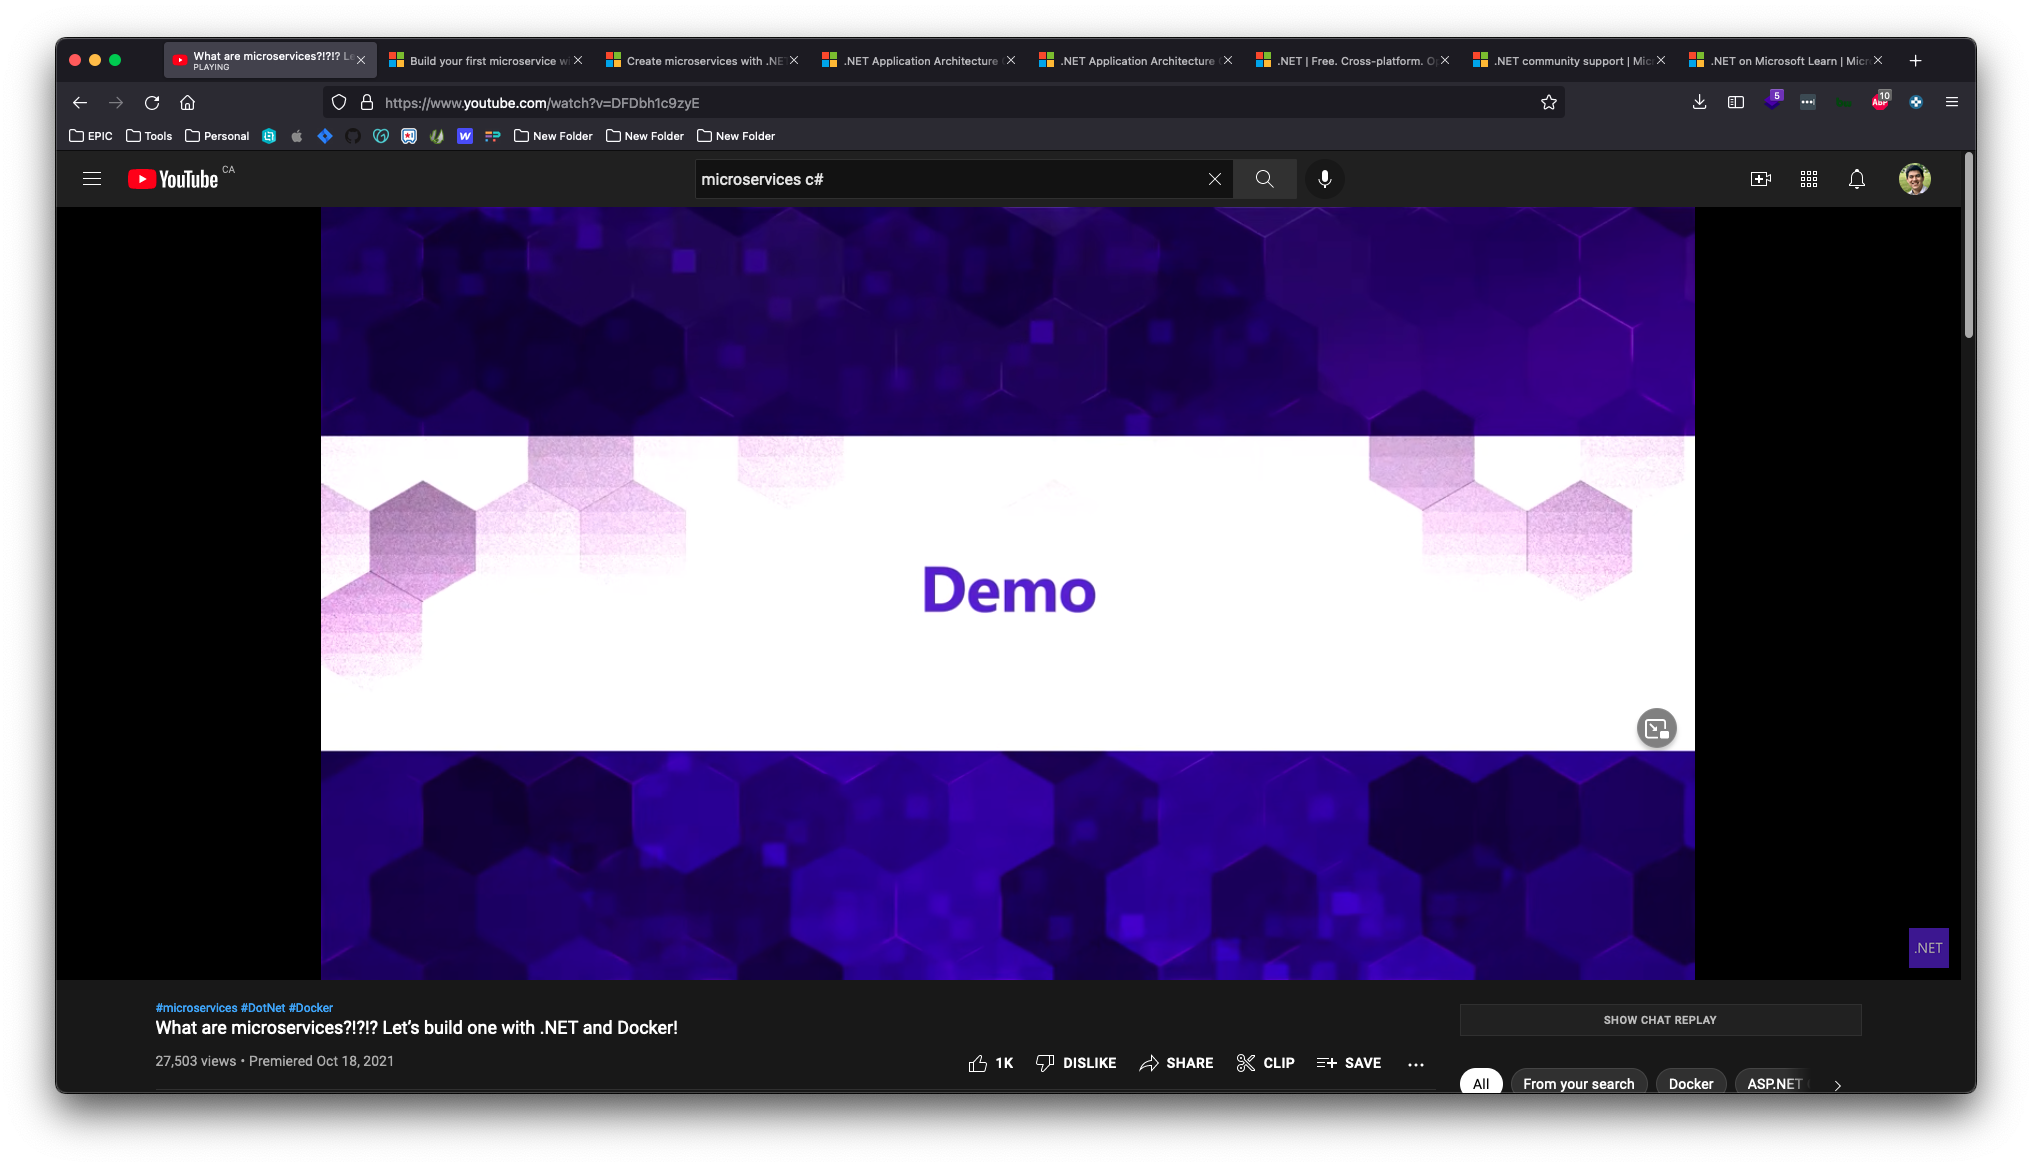 What are microservices?!?!? Le
PLAYING
Build your first microservice wi
Create microservices with .NE
.NET Application Architecture
.NET Application Architecture
.NET | Free. Cross-platform. O
.NET community support | Mic
.NET on Microsoft Learn | Micr
https://www.youtube.com/watch?v=DFDbh1c9zyE
5
ABP
10
EPIC
Tools
Personal
New Folder
New Folder
New Folder
YouTube CA
microservices c#
Demo
.NET
#microservices #DotNet #Docker
What are microservices?!?!? Let’s build one with .NET and Docker!
27,503 views • Premiered Oct 18, 2021
1K
DISLIKE
SHARE
CLIP
SAVE
SHOW CHAT REPLAY
All
From your search
Docker
ASP.NET